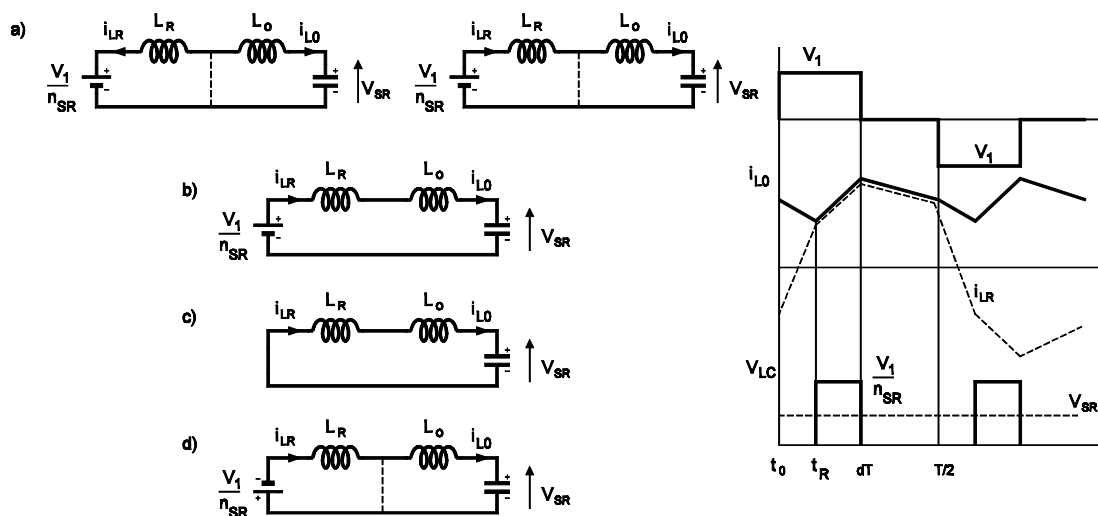 a)
i_LR L_R L_o i_L0
V_1
n_SR
+
-
+
-
V_SR
i_LR L_R L_o i_L0
V_1
n_SR
+
-
+
-
V_SR
b)
i_LR L_R L_o i_L0
V_1
n_SR
+
-
+
-
V_SR
c)
i_LR L_R L_o i_L0
+
-
V_SR
d)
i_LR L_R L_o i_L0
V_1
n_SR
-
+
+
-
V_SR
V_1
V_1
i_L0
i_LR
V_LC
V_1
n_SR
V_SR
t_0 t_R dT T/2